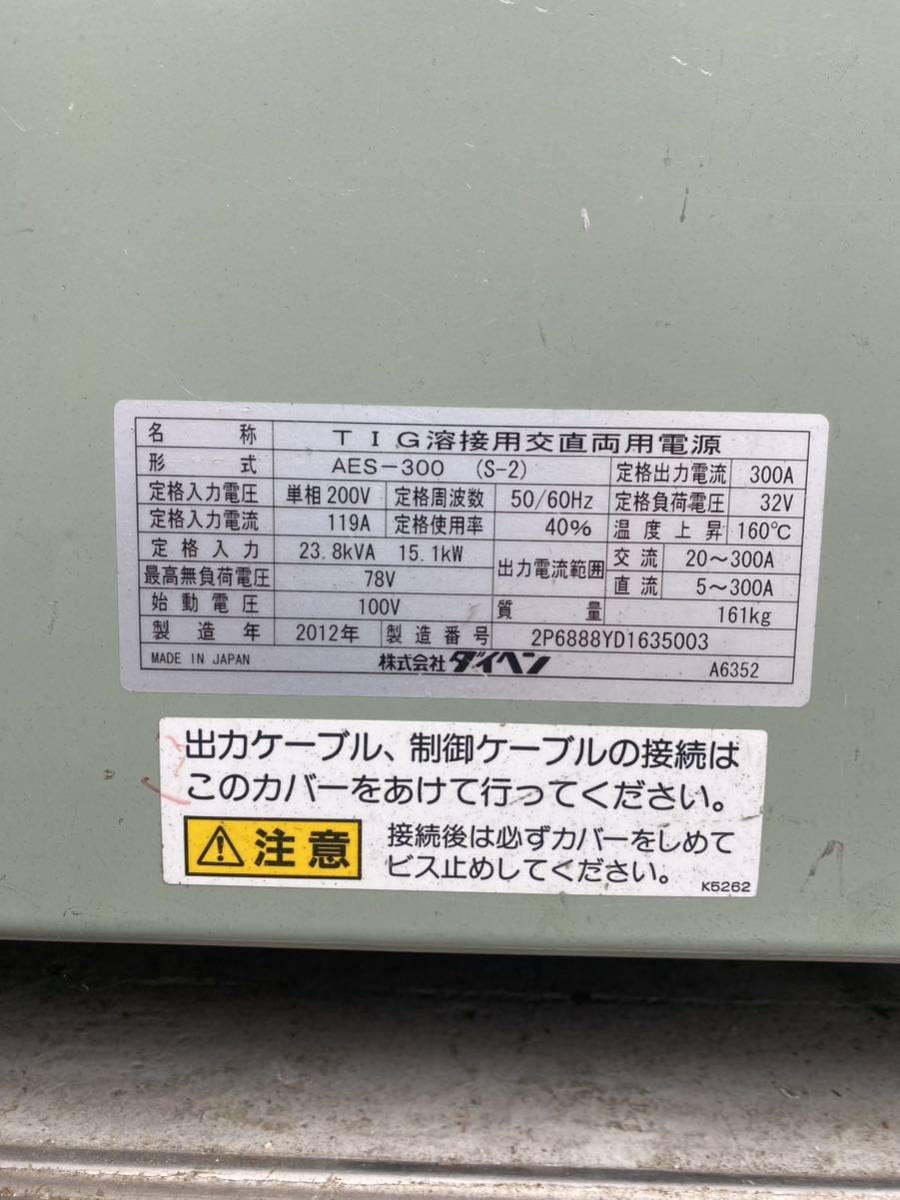 名称 TIG溶接用交直両用電源
形式 AES-300 (S-2) 定格出力電流 300A
定格入力電圧 単相200V 定格周波数 50/60Hz 定格負荷電圧 32V
定格入力電流 119A 定格使用率 40% 温度上昇 160℃
定格入力 23.8kVA 15.1kW 出力電流範囲 交流 20～300A
最高無負荷電圧 78V 直流 5～300A
始動電圧 100V 質量 161kg
製造年 2012年 製造番号 2P6888YD1635003
MADE IN JAPAN 株式会社ダイヘン A6352
出力ケーブル、制御ケーブルの接続は
このカバーをあけて行ってください。
注意 接続後は必ずカバーをしめて
ビス止めしてください。
K5262